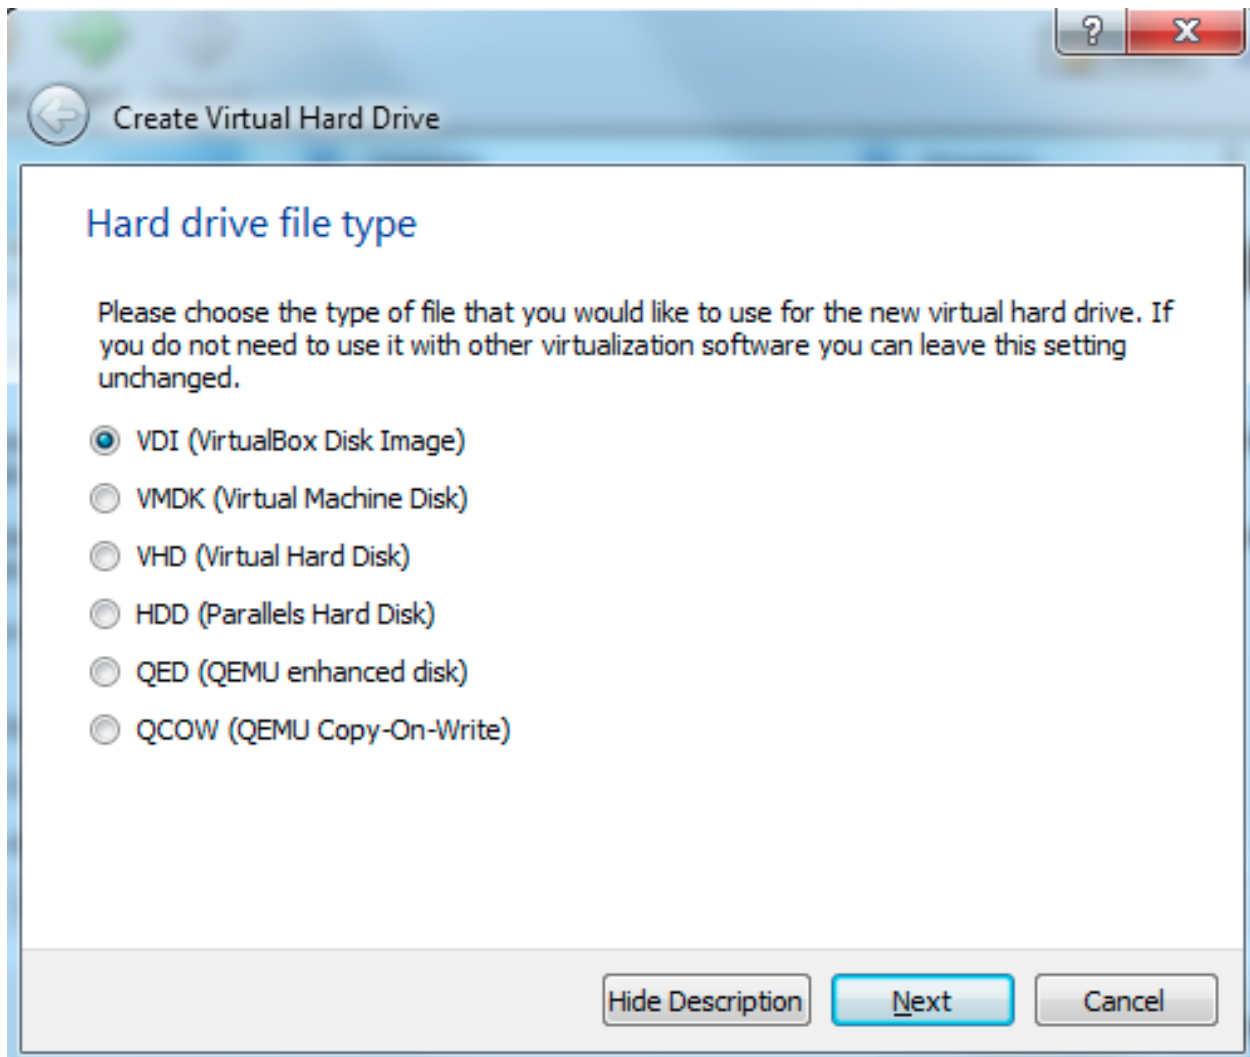 ?
X
Create Virtual Hard Drive
Hard drive file type
Please choose the type of file that you would like to use for the new virtual hard drive. If
you do not need to use it with other virtualization software you can leave this setting
unchanged.
VDI (VirtualBox Disk Image)
VMDK (Virtual Machine Disk)
VHD (Virtual Hard Disk)
HDD (Parallels Hard Disk)
QED (QEMU enhanced disk)
QCOW (QEMU Copy-On-Write)
Hide Description Next Cancel